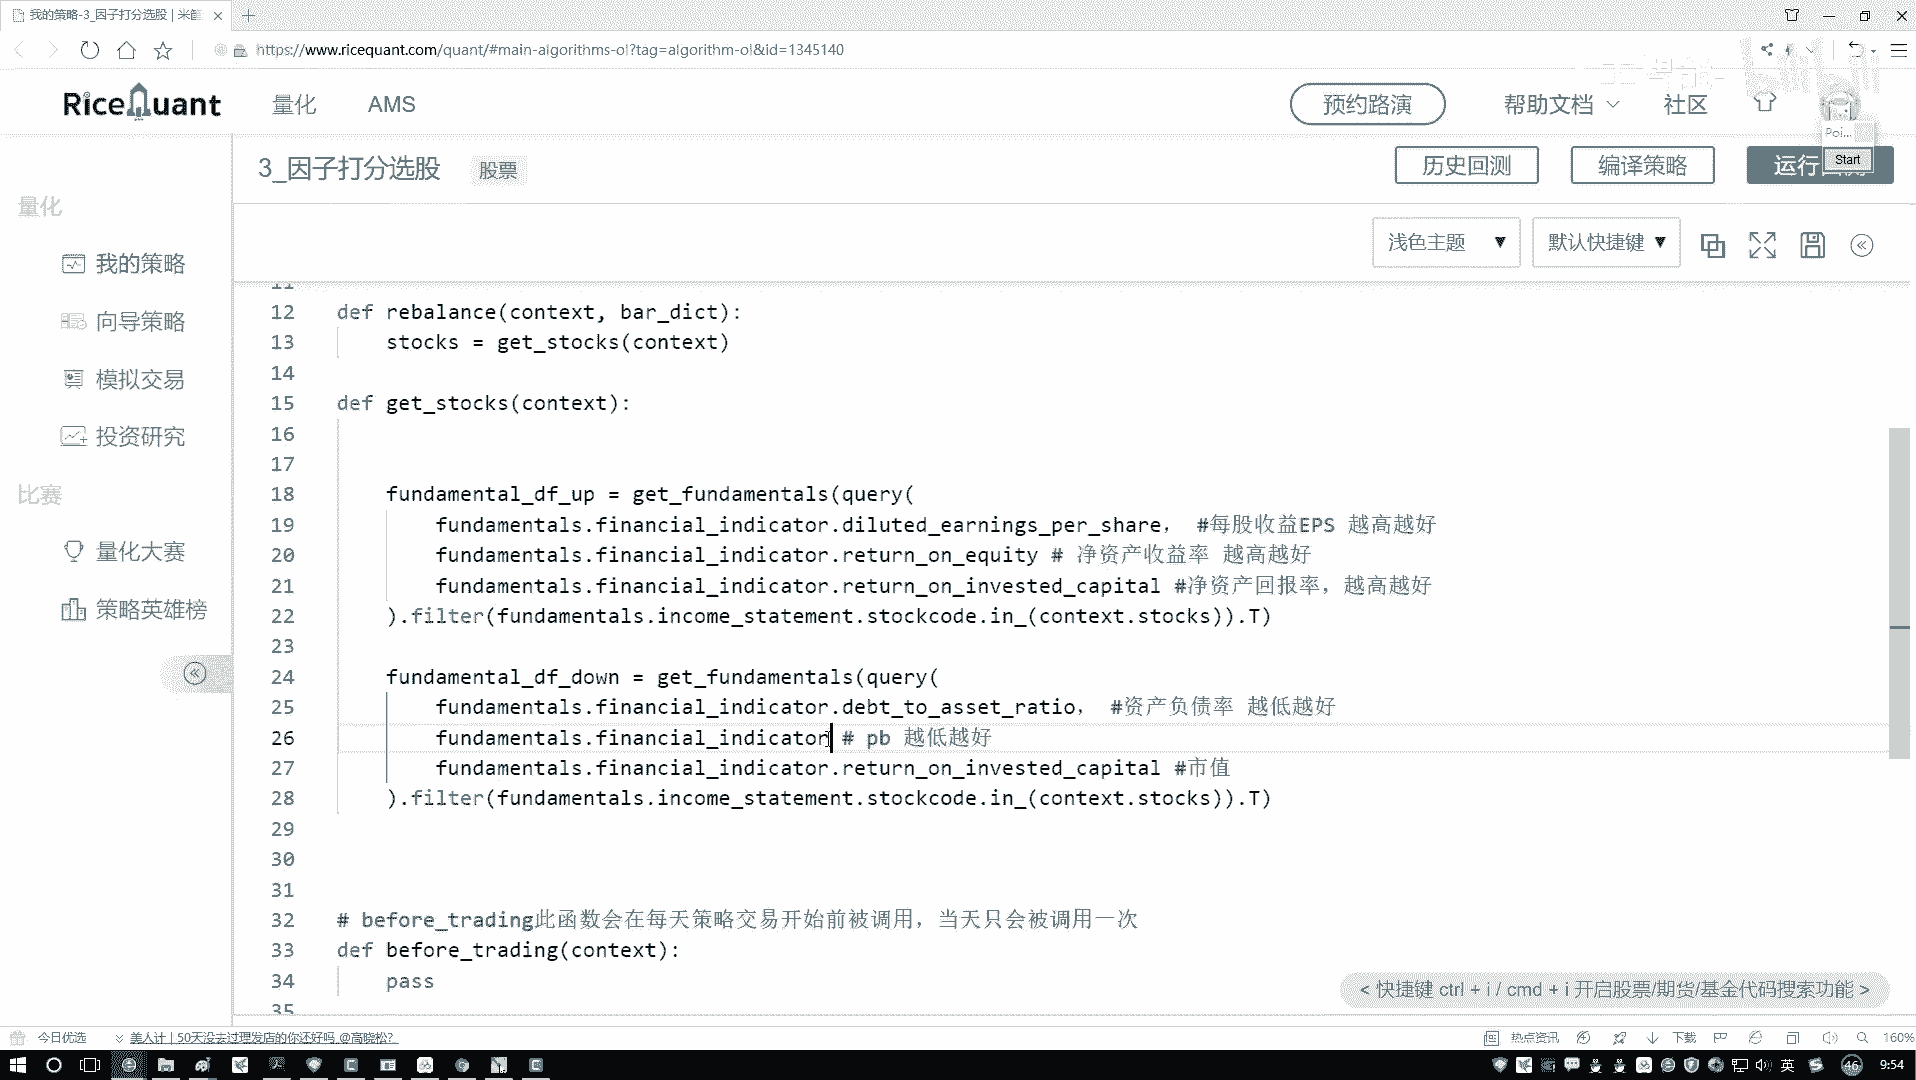 我的策略-3_因子打分选股 | 米筐
https://www.ricequant.com/quant/#main-algorithms-ol?tag=algorithm-ol&id=1345140
RiceQuant 量化 AMS 预约路演 帮助文档 社区
Poi...
Start
3_因子打分选股 股票 历史回测 编译策略 运行回测
量化
我的策略
向导策略
模拟交易
投资研究
比赛
量化大赛
策略英雄榜
浅色主题 ▼ 默认快捷键 ▼
11
12 def rebalance(context, bar_dict):
13 stocks = get_stocks(context)
14
15 def get_stocks(context):
16
17
18 fundamental_df_up = get_fundamentals(query(
19 fundamentals.financial_indicator.diluted_earnings_per_share， #每股收益EPS 越高越好
20 fundamentals.financial_indicator.return_on_equity # 净资产收益率 越高越好
21 fundamentals.financial_indicator.return_on_invested_capital #净资产回报率，越高越好
22 ).filter(fundamentals.income_statement.stockcode.in_(context.stocks)).T)
23
24 fundamental_df_down = get_fundamentals(query(
25 fundamentals.financial_indicator.debt_to_asset_ratio， #资产负债率 越低越好
26 fundamentals.financial_indicator # pb 越低越好
27 fundamentals.financial_indicator.return_on_invested_capital #市值
28 ).filter(fundamentals.income_statement.stockcode.in_(context.stocks)).T)
29
30
31
32 # before_trading此函数会在每天策略交易开始前被调用，当天只会被调用一次
33 def before_trading(context):
34 pass
35
< 快捷键 ctrl + i / cmd + i 开启股票/期货/基金代码搜索功能 >
今日优选 美人计 | 50天没去过理发店的你还好吗 @高晓松? 热点资讯 下载 160%
英 46 9:54